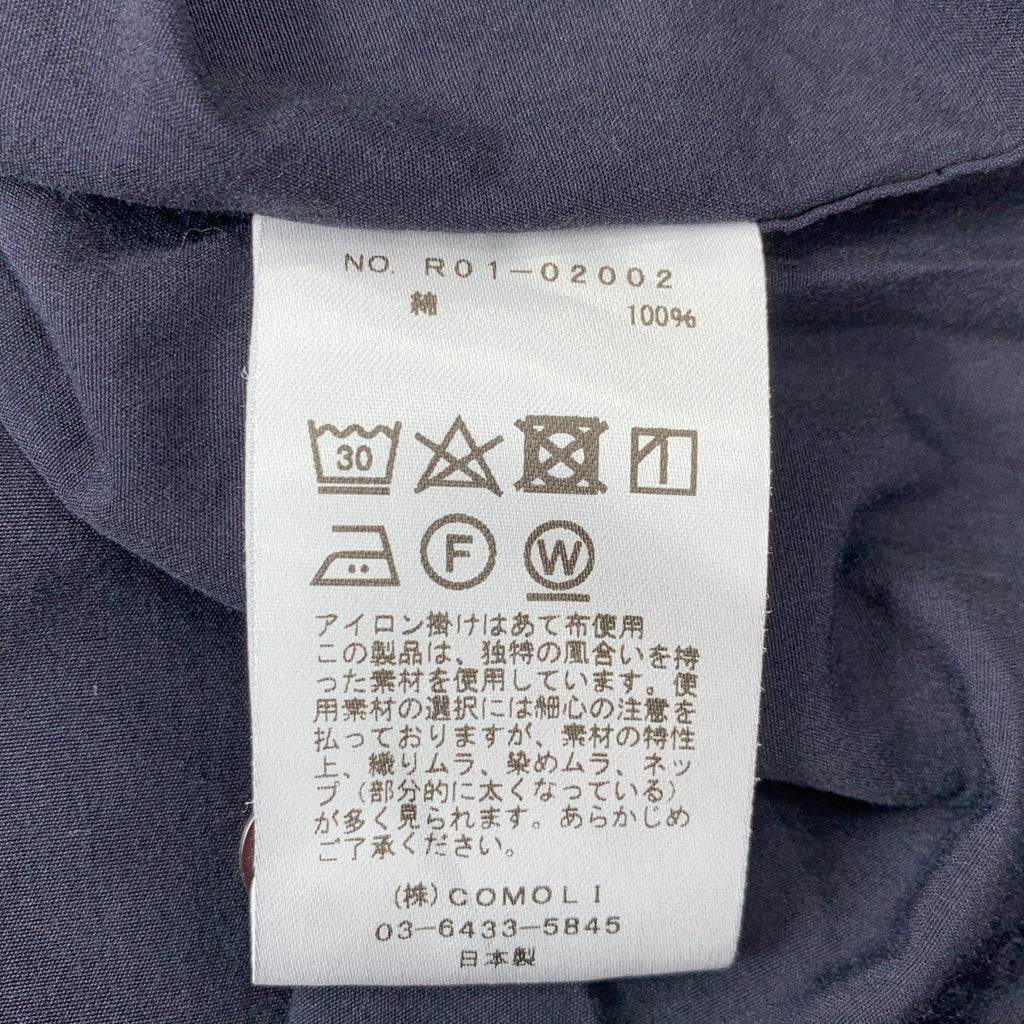 NO. R01-02002
綿 100%
30
F W
アイロン掛けはあて布使用
この製品は、独特の風合いを持
った素材を使用しています。使
用素材の選択には細心の注意を
払っておりますが、素材の特性
上、織りムラ、染めムラ、ネッ
プ（部分的に太くなっている）
が多く見られます。あらかじめ
ご了承ください。
(株)COMOLI
03-6433-5845
日本製